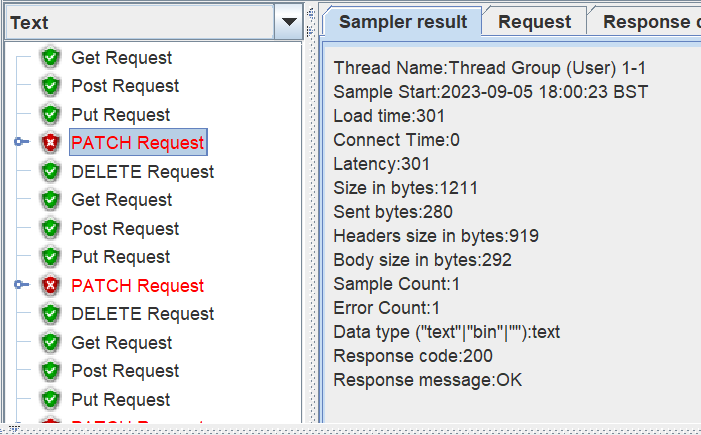 Text
Get Request
Post Request
Put Request
PATCH Request
DELETE Request
Get Request
Post Request
Put Request
PATCH Request
DELETE Request
Get Request
Post Request
Put Request
PATCH Request
Sampler result
Request
Response
Thread Name:Thread Group (User) 1-1
Sample Start:2023-09-05 18:00:23 BST
Load time:301
Connect Time:0
Latency:301
Size in bytes:1211
Sent bytes:280
Headers size in bytes:919
Body size in bytes:292
Sample Count:1
Error Count:1
Data type ("text"|"bin"|""):text
Response code:200
Response message:OK